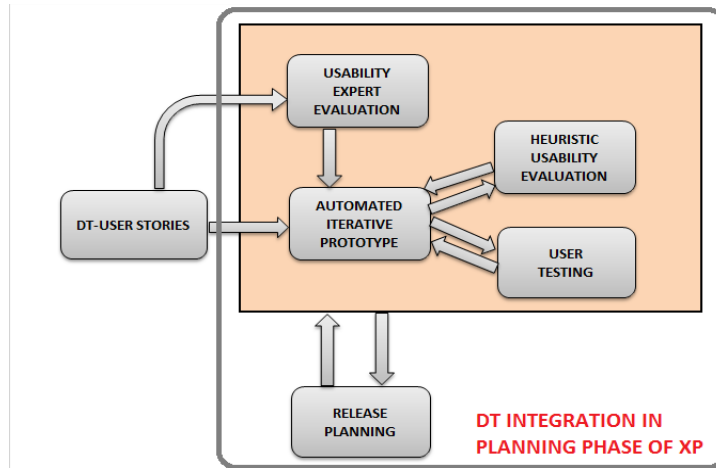 USABILITY
EXPERT
EVALUATION
HEURISTIC
USABILITY
EVALUATION
DT-USER STORIES
AUTOMATED
ITERATIVE
PROTOTYPE
USER
TESTING
RELEASE
PLANNING
DT INTEGRATION IN
PLANNING PHASE OF XP